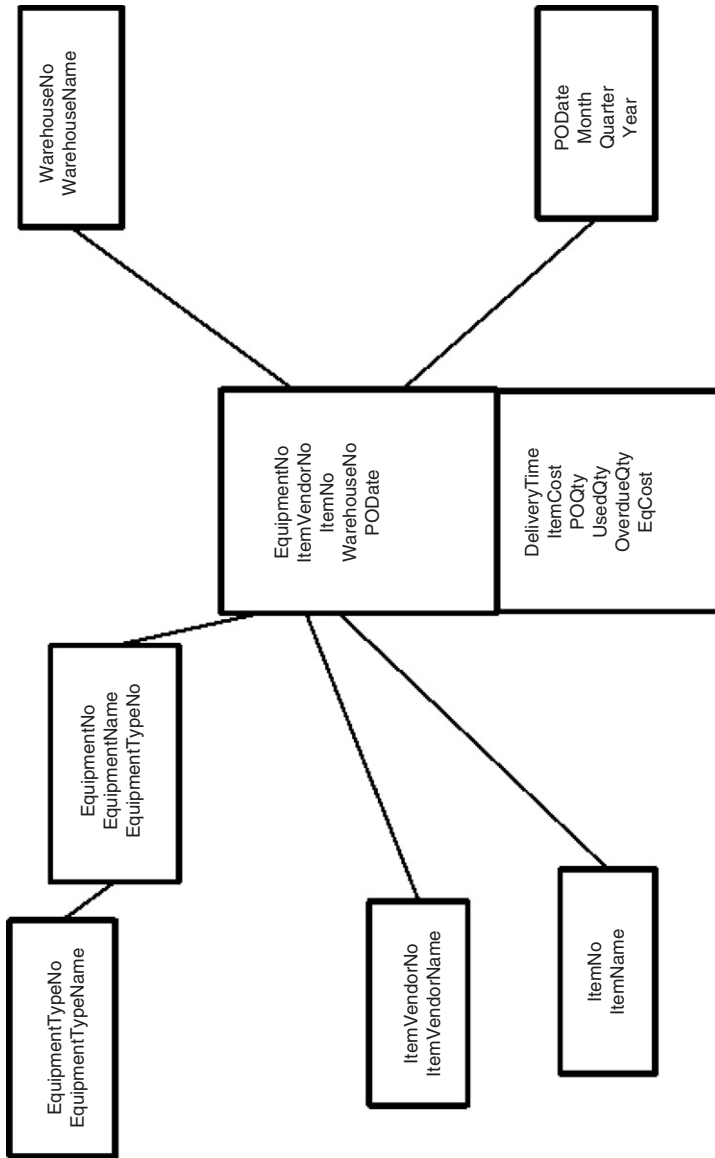 EquipmentTypeNo
EquipmentTypeName
EquipmentNo
EquipmentName
EquipmentTypeNo
WarehouseNo
WarehouseName
ItemVendorNo
ItemVendorName
EquipmentNo
ItemVendorNo
ItemNo
WarehouseNo
PODate
ItemNo
ItemName
DeliveryTime
ItemCost
POQty
UsedQty
OverdueQty
EqCost
PODate
Month
Quarter
Year